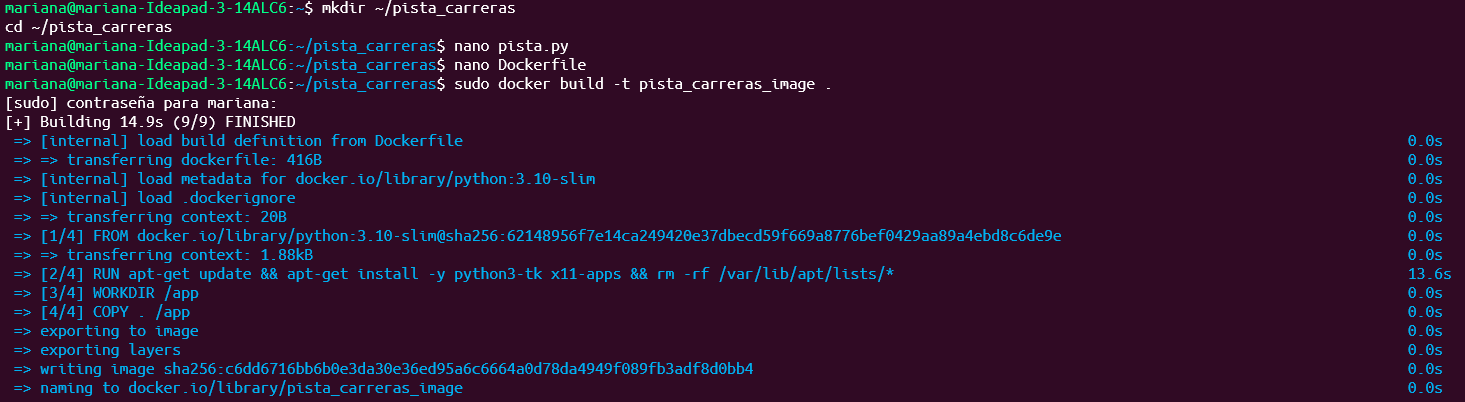 mariana@mariana-Ideapad-3-14ALC6:~$ mkdir ~/pista_carreras
cd ~/pista_carreras
mariana@mariana-Ideapad-3-14ALC6:~/pista_carreras$ nano pista.py
mariana@mariana-Ideapad-3-14ALC6:~/pista_carreras$ nano Dockerfile
mariana@mariana-Ideapad-3-14ALC6:~/pista_carreras$ sudo docker build -t pista_carreras_image .
[sudo] contraseña para mariana:
[+] Building 14.9s (9/9) FINISHED
=> [internal] load build definition from Dockerfile 0.0s
=> => transferring dockerfile: 416B 0.0s
=> [internal] load metadata for docker.io/library/python:3.10-slim 0.0s
=> [internal] load .dockerignore 0.0s
=> => transferring context: 20B 0.0s
=> [1/4] FROM docker.io/library/python:3.10-slim@sha256:62148956f7e14ca249420e37dbecd59f669a8776bef0429aa89a4ebd8c6de9e 0.0s
=> => transferring context: 1.88kB 0.0s
=> [2/4] RUN apt-get update && apt-get install -y python3-tk x11-apps && rm -rf /var/lib/apt/lists/* 13.6s
=> [3/4] WORKDIR /app 0.0s
=> [4/4] COPY . /app 0.0s
=> exporting to image 0.0s
=> exporting layers 0.0s
=> writing image sha256:c6dd6716bb6b0e3da30e36ed95a6c6664a0d78da4949f089fb3adf8d0bb4 0.0s
=> naming to docker.io/library/pista_carreras_image 0.0s